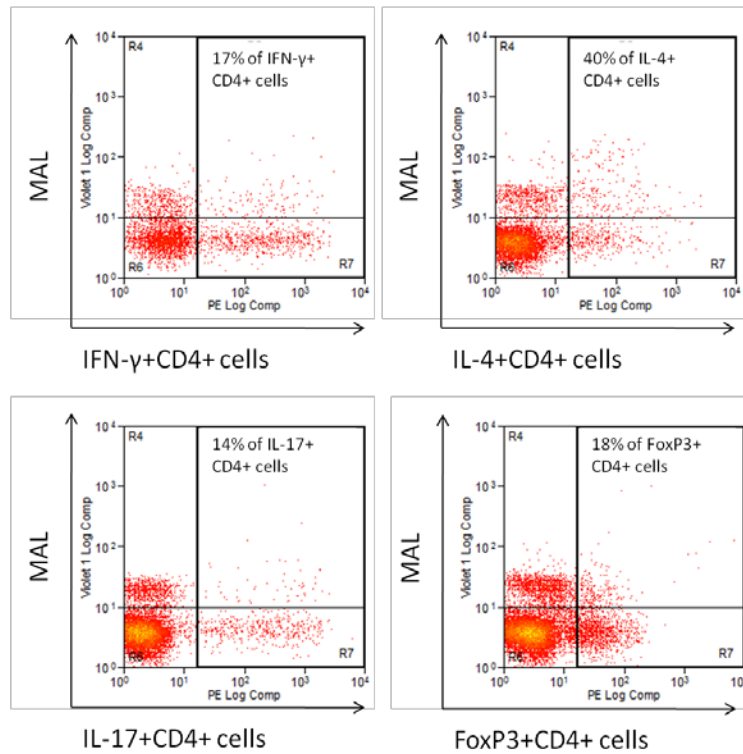 R4
17% of IFN-γ+
CD4+ cells
MAL
Violet 1 Log Comp
10⁴
10³
10²
10¹
10⁰
R6
R7
10⁰ 10¹ 10² 10³ 10⁴
PE Log Comp
IFN-γ+CD4+ cells
R4
40% of IL-4+
CD4+ cells
MAL
Violet 1 Log Comp
10⁴
10³
10²
10¹
10⁰
R6
R7
10⁰ 10¹ 10² 10³ 10⁴
PE Log Comp
IL-4+CD4+ cells
R4
14% of IL-17+
CD4+ cells
MAL
Violet 1 Log Comp
10⁴
10³
10²
10¹
10⁰
R6
R7
10⁰ 10¹ 10² 10³ 10⁴
PE Log Comp
IL-17+CD4+ cells
R4
18% of FoxP3+
CD4+ cells
MAL
Violet 1 Log Comp
10⁴
10³
10²
10¹
10⁰
R6
R7
10⁰ 10¹ 10² 10³ 10⁴
PE Log Comp
FoxP3+CD4+ cells